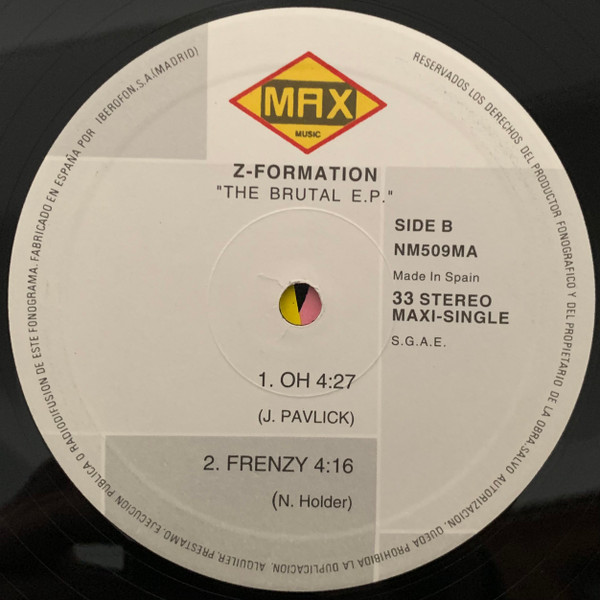 MAX
MUSIC
Z-FORMATION
"THE BRUTAL E.P."
SIDE B
NM509MA
Made In Spain
33 STEREO
MAXI-SINGLE
S.G.A.E.
1. OH 4:27
(J. PAVLICK)
2. FRENZY 4:16
(N. Holder)
RESERVADOS LOS DERECHOS DEL PRODUCTOR FONOGRAFICO Y DEL PROPIETARIO DE LA OBRA.SALVO AUTORIZACION, QUEDA PROHIBIDA LA DUPLICACION, ALQUILER,PRESTAMO,EJECUCION PUBLICA O RADIODIFUSION DE ESTE FONOGRAMA. FABRICADO EN ESPAÑA POR IBEROFON,S.A.(MADRID)